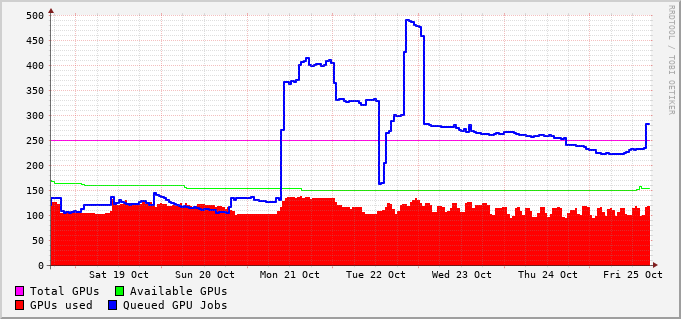 500
450
400
350
300
250
200
150
100
50
0
Sat 19 Oct Sun 20 Oct Mon 21 Oct Tue 22 Oct Wed 23 Oct Thu 24 Oct Fri 25 Oct
Total GPUs Available GPUs
GPUs used Queued GPU Jobs
RRDTOOL / TOBI OETIKER